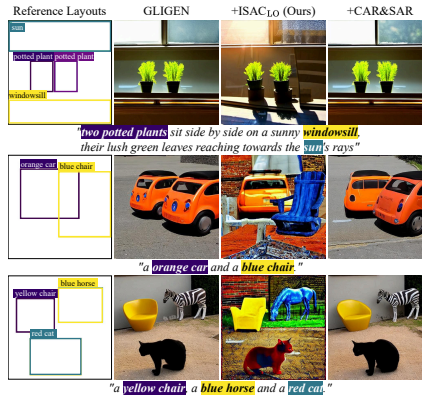 Reference Layouts GLIGEN +ISAC_LO (Ours) +CAR&SAR
sun
potted plant potted plant
windowsill
"two potted plants sit side by side on a sunny windowsill,
their lush green leaves reaching towards the sun's rays"
orange car
blue chair
"a orange car and a blue chair."
blue horse
yellow chair
red cat
"a yellow chair, a blue horse and a red cat."